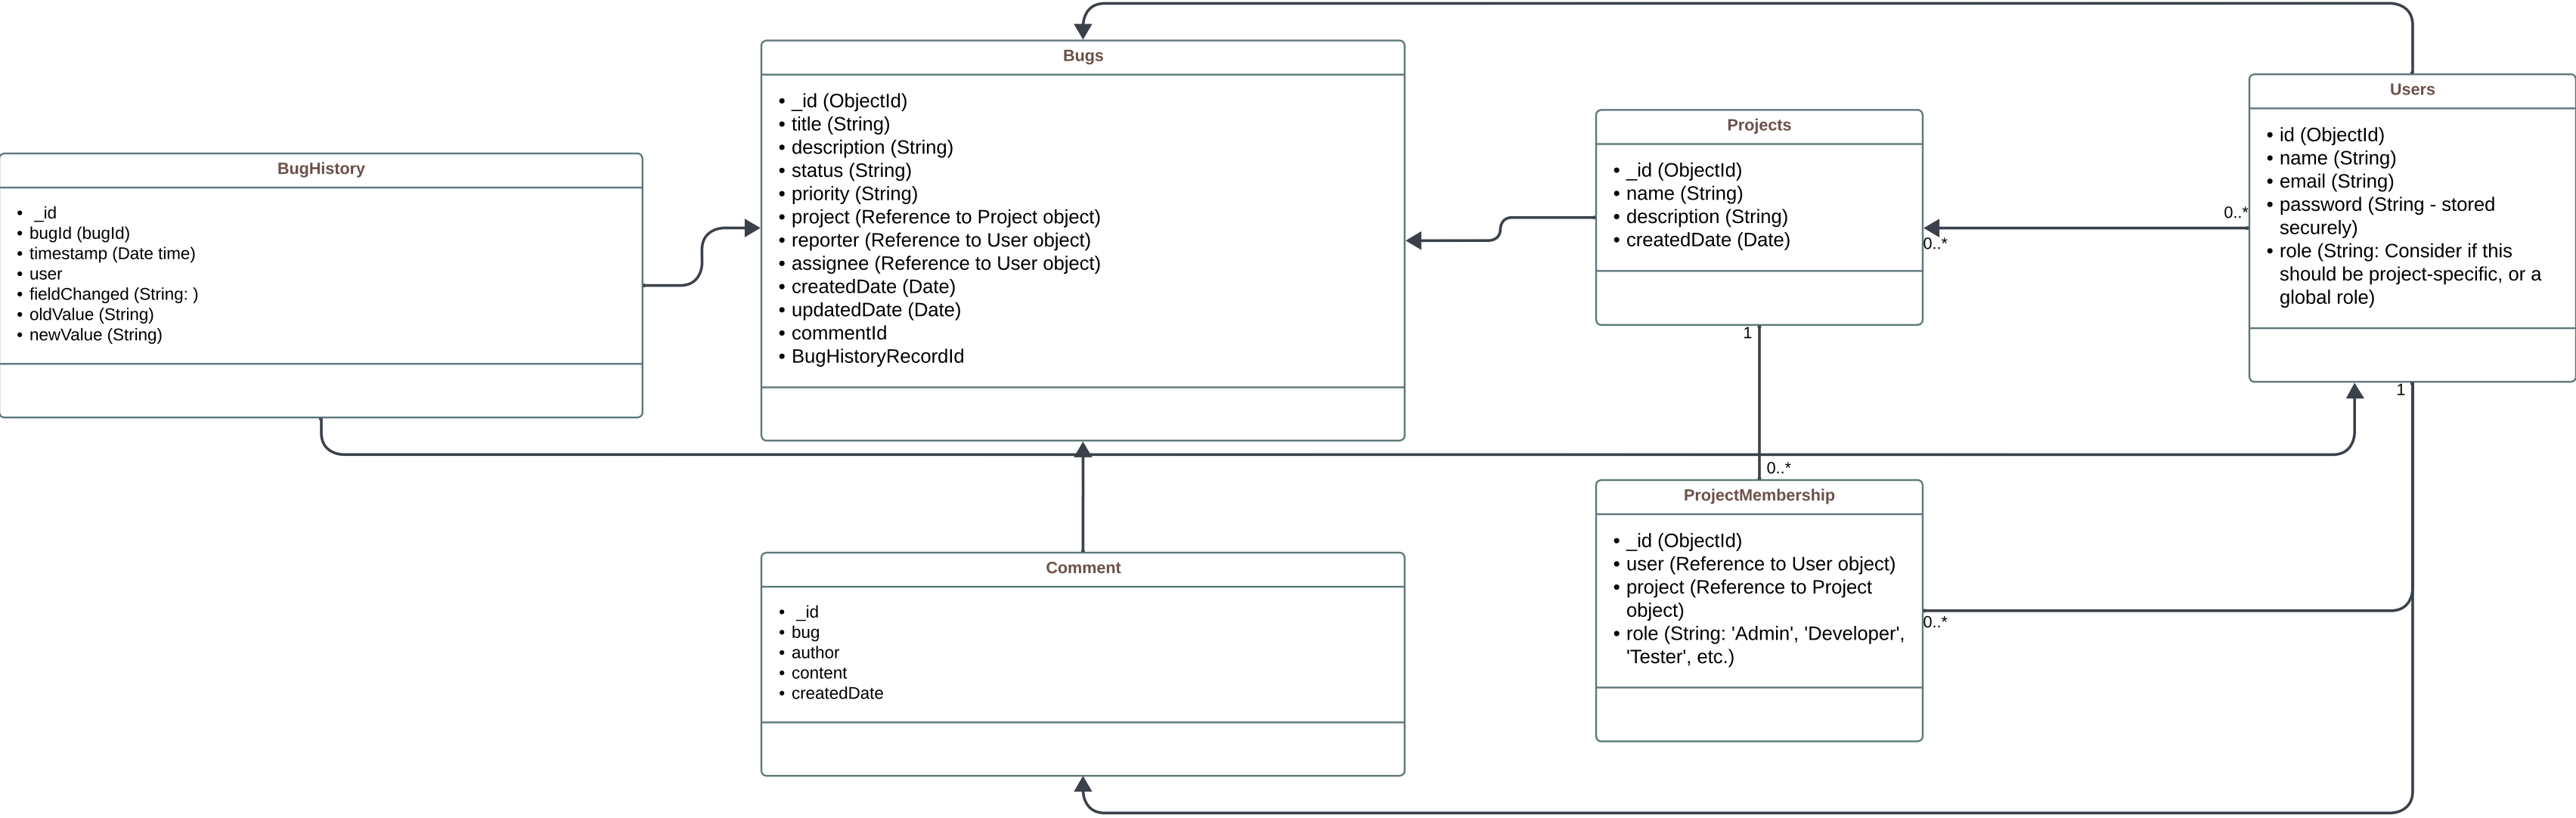 Bugs
• _id (ObjectId)
• title (String)
• description (String)
• status (String)
• priority (String)
• project (Reference to Project object)
• reporter (Reference to User object)
• assignee (Reference to User object)
• createdDate (Date)
• updatedDate (Date)
• commentId
• BugHistoryRecordId
Users
• id (ObjectId)
• name (String)
• email (String)
• password (String - stored
securely)
• role (String: Consider if this
should be project-specific, or a
global role)
Projects
• _id (ObjectId)
• name (String)
• description (String)
• createdDate (Date)
BugHistory
• _id
• bugId (bugId)
• timestamp (Date time)
• user
• fieldChanged (String: )
• oldValue (String)
• newValue (String)
0..*
0..*
1
1
0..*
ProjectMembership
• _id (ObjectId)
• user (Reference to User object)
• project (Reference to Project
object)
• role (String: 'Admin', 'Developer',
'Tester', etc.)
0..*
Comment
• _id
• bug
• author
• content
• createdDate